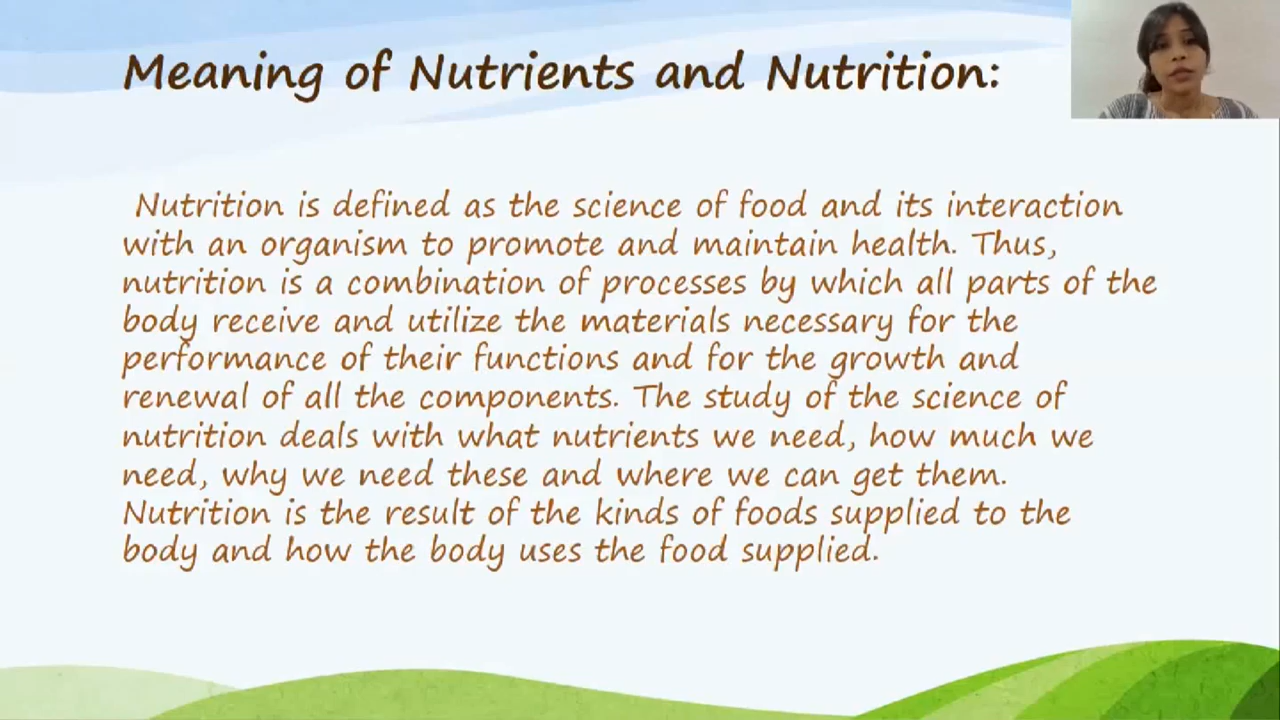 Meaning of Nutrients and Nutrition:
Nutrition is defined as the science of food and its interaction
with an organism to promote and maintain health. Thus,
nutrition is a combination of processes by which all parts of the
body receive and utilize the materials necessary for the
performance of their functions and for the growth and
renewal of all the components. The study of the science of
nutrition deals with what nutrients we need, how much we
need, why we need these and where we can get them.
Nutrition is the result of the kinds of foods supplied to the
body and how the body uses the food supplied.